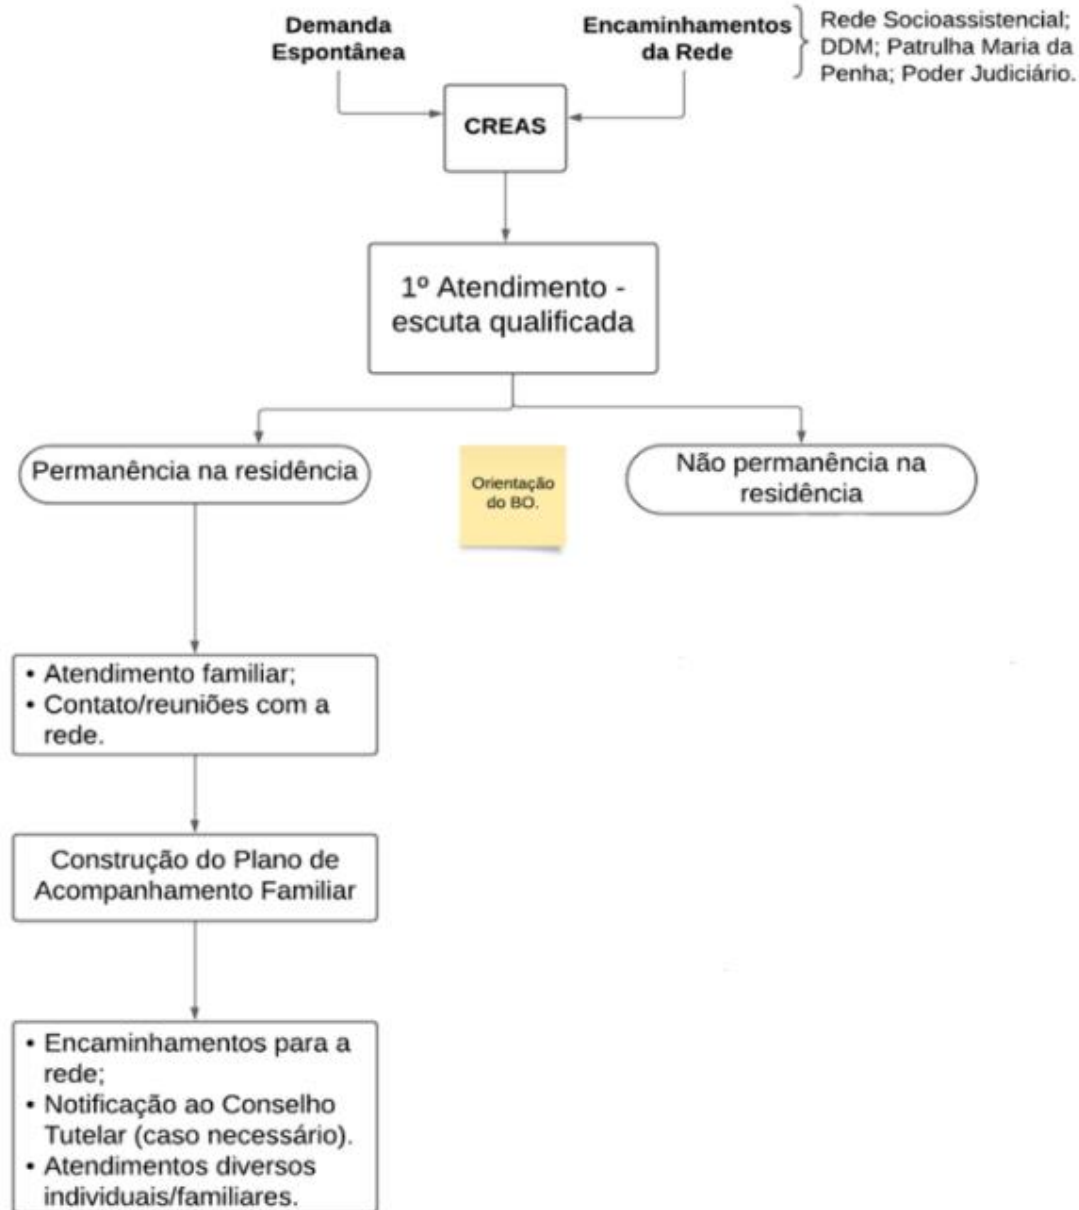 Demanda
Espontânea
Encaminhamentos
da Rede
Rede Socioassistencial;
DDM; Patrulha Maria da
Penha; Poder Judiciário.
CREAS
1º Atendimento -
escuta qualificada
Permanência na residência
Orientação
do BO.
Não permanência na
residência
• Atendimento familiar;
• Contato/reuniões com a
rede.
Construção do Plano de
Acompanhamento Familiar
• Encaminhamentos para a
rede;
• Notificação ao Conselho
Tutelar (caso necessário).
• Atendimentos diversos
individuais/familiares.